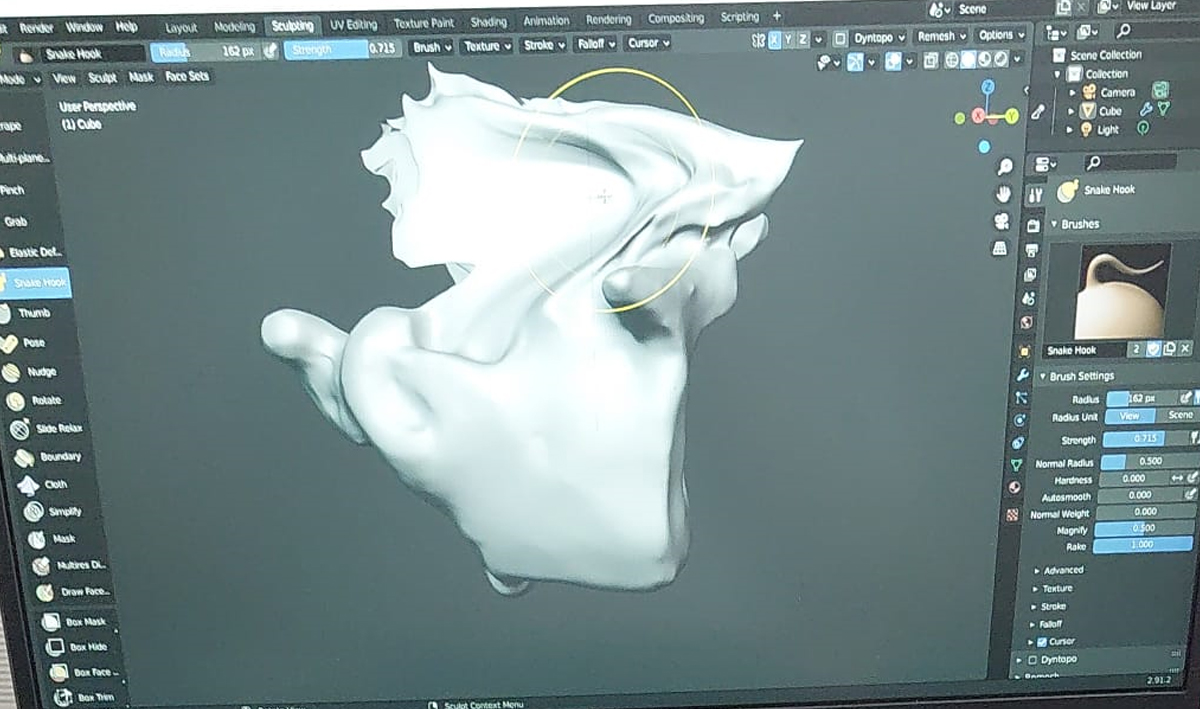 Render Window Help Layout Modeling Sculpting UV Editing Texture Paint Shading Animation Rendering Compositing Scripting + Scene View Layer
Snake Hook Radius 162 px Strength 0.715 Brush Texture Stroke Falloff Cursor X Y Z Dyntopo Remesh Options
Mode View Sculpt Mask Face Sets
User Perspective
(1) Cube
Z
X
Y
rape
ulti-plane...
Pinch
Grab
Elastic Def...
Snake Hook
Thumb
Pose
Nudge
Rotate
Slide Relax
Boundary
Cloth
Simplify
Mask
Multires Di...
Draw Face...
Box Mask
Box Hide
Box Face ...
Box Trim
Scene Collection
Collection
Camera
Cube
Light
Snake Hook
Brushes
Snake Hook 2
Brush Settings
Radius 162 px
Radius Unit View Scene
Strength 0.715
Normal Radius 0.500
Hardness 0.000
Autosmooth 0.000
Normal Weight 0.000
Magnify 0.500
Rake 1.000
Advanced
Texture
Stroke
Falloff
Cursor
Dyntopo
Remesh
Sculpt Context Menu
2.91.2